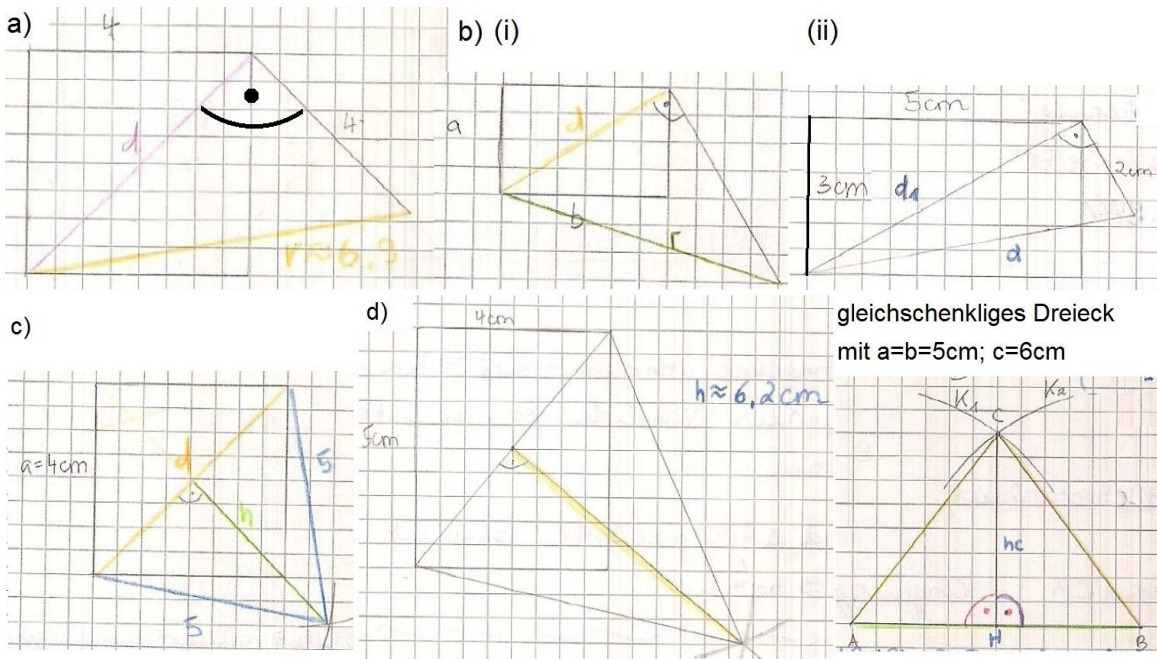 a)
4
d
4
r≈6,9
b) (i)
a
d
b
r
(ii)
5cm
3cm
d1
2cm
d
c)
a=4cm
d
h
5
5
d)
4cm
5cm
h≈6,2cm
gleichschenkliges Dreieck
mit a=b=5cm; c=6cm
K1 K2
C
hc
A H B